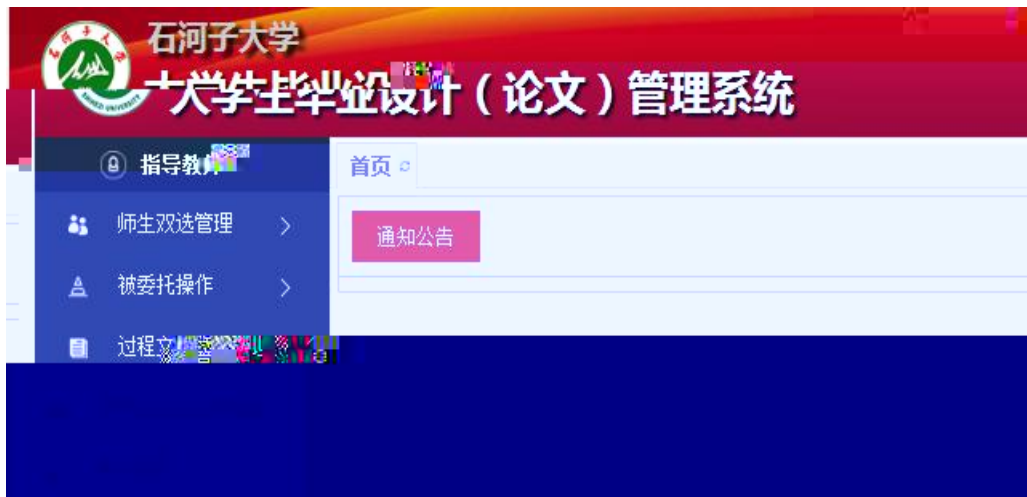 石河子大学
大学生毕业设计（论文）管理系统
指导教师
首页
师生双选管理
通知公告
被委托操作
过程文